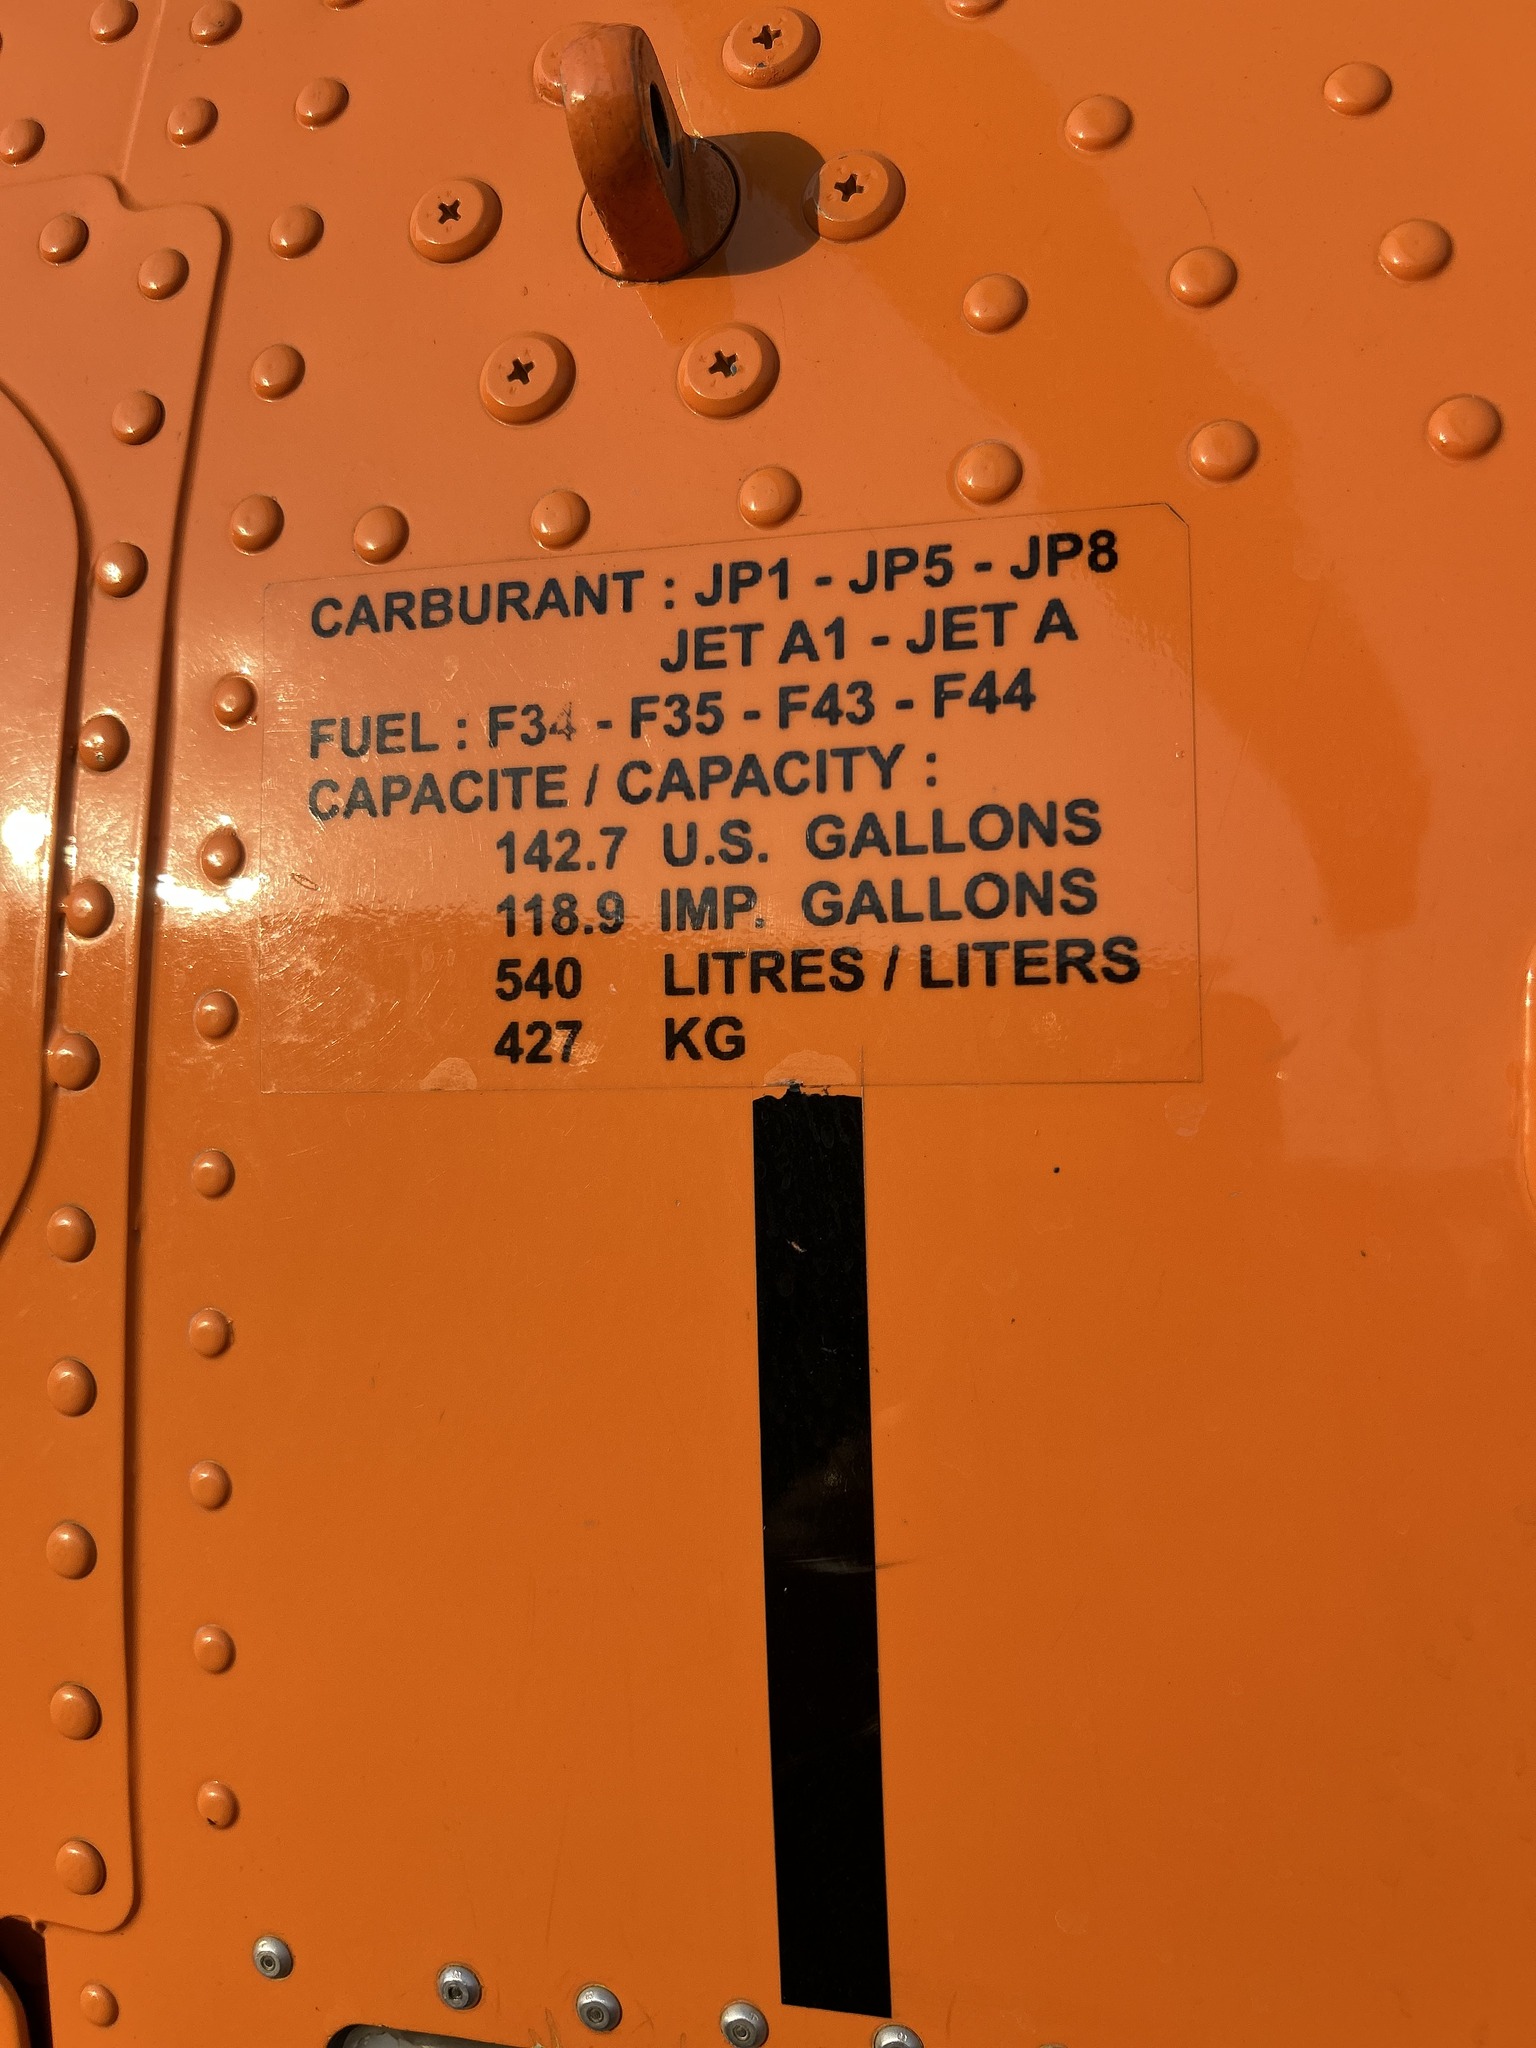 CARBURANT : JP1 - JP5 - JP8
JET A1 - JET A
FUEL : F34 - F35 - F43 - F44
CAPACITE / CAPACITY :
142.7 U.S. GALLONS
118.9 IMP. GALLONS
540 LITRES / LITERS
427 KG